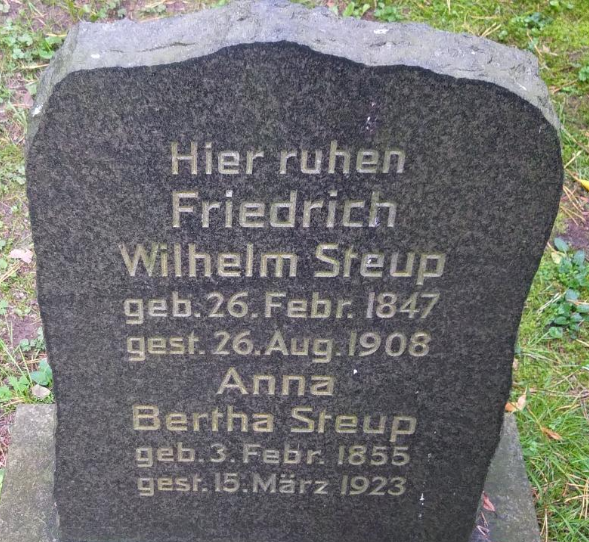 Hier ruhen
Friedrich
Wilhelm Steup
geb. 26. Febr. 1847
gest. 26. Aug. 1908
Anna
Bertha Steup
geb. 3. Febr. 1855
gest. 15. März 1923